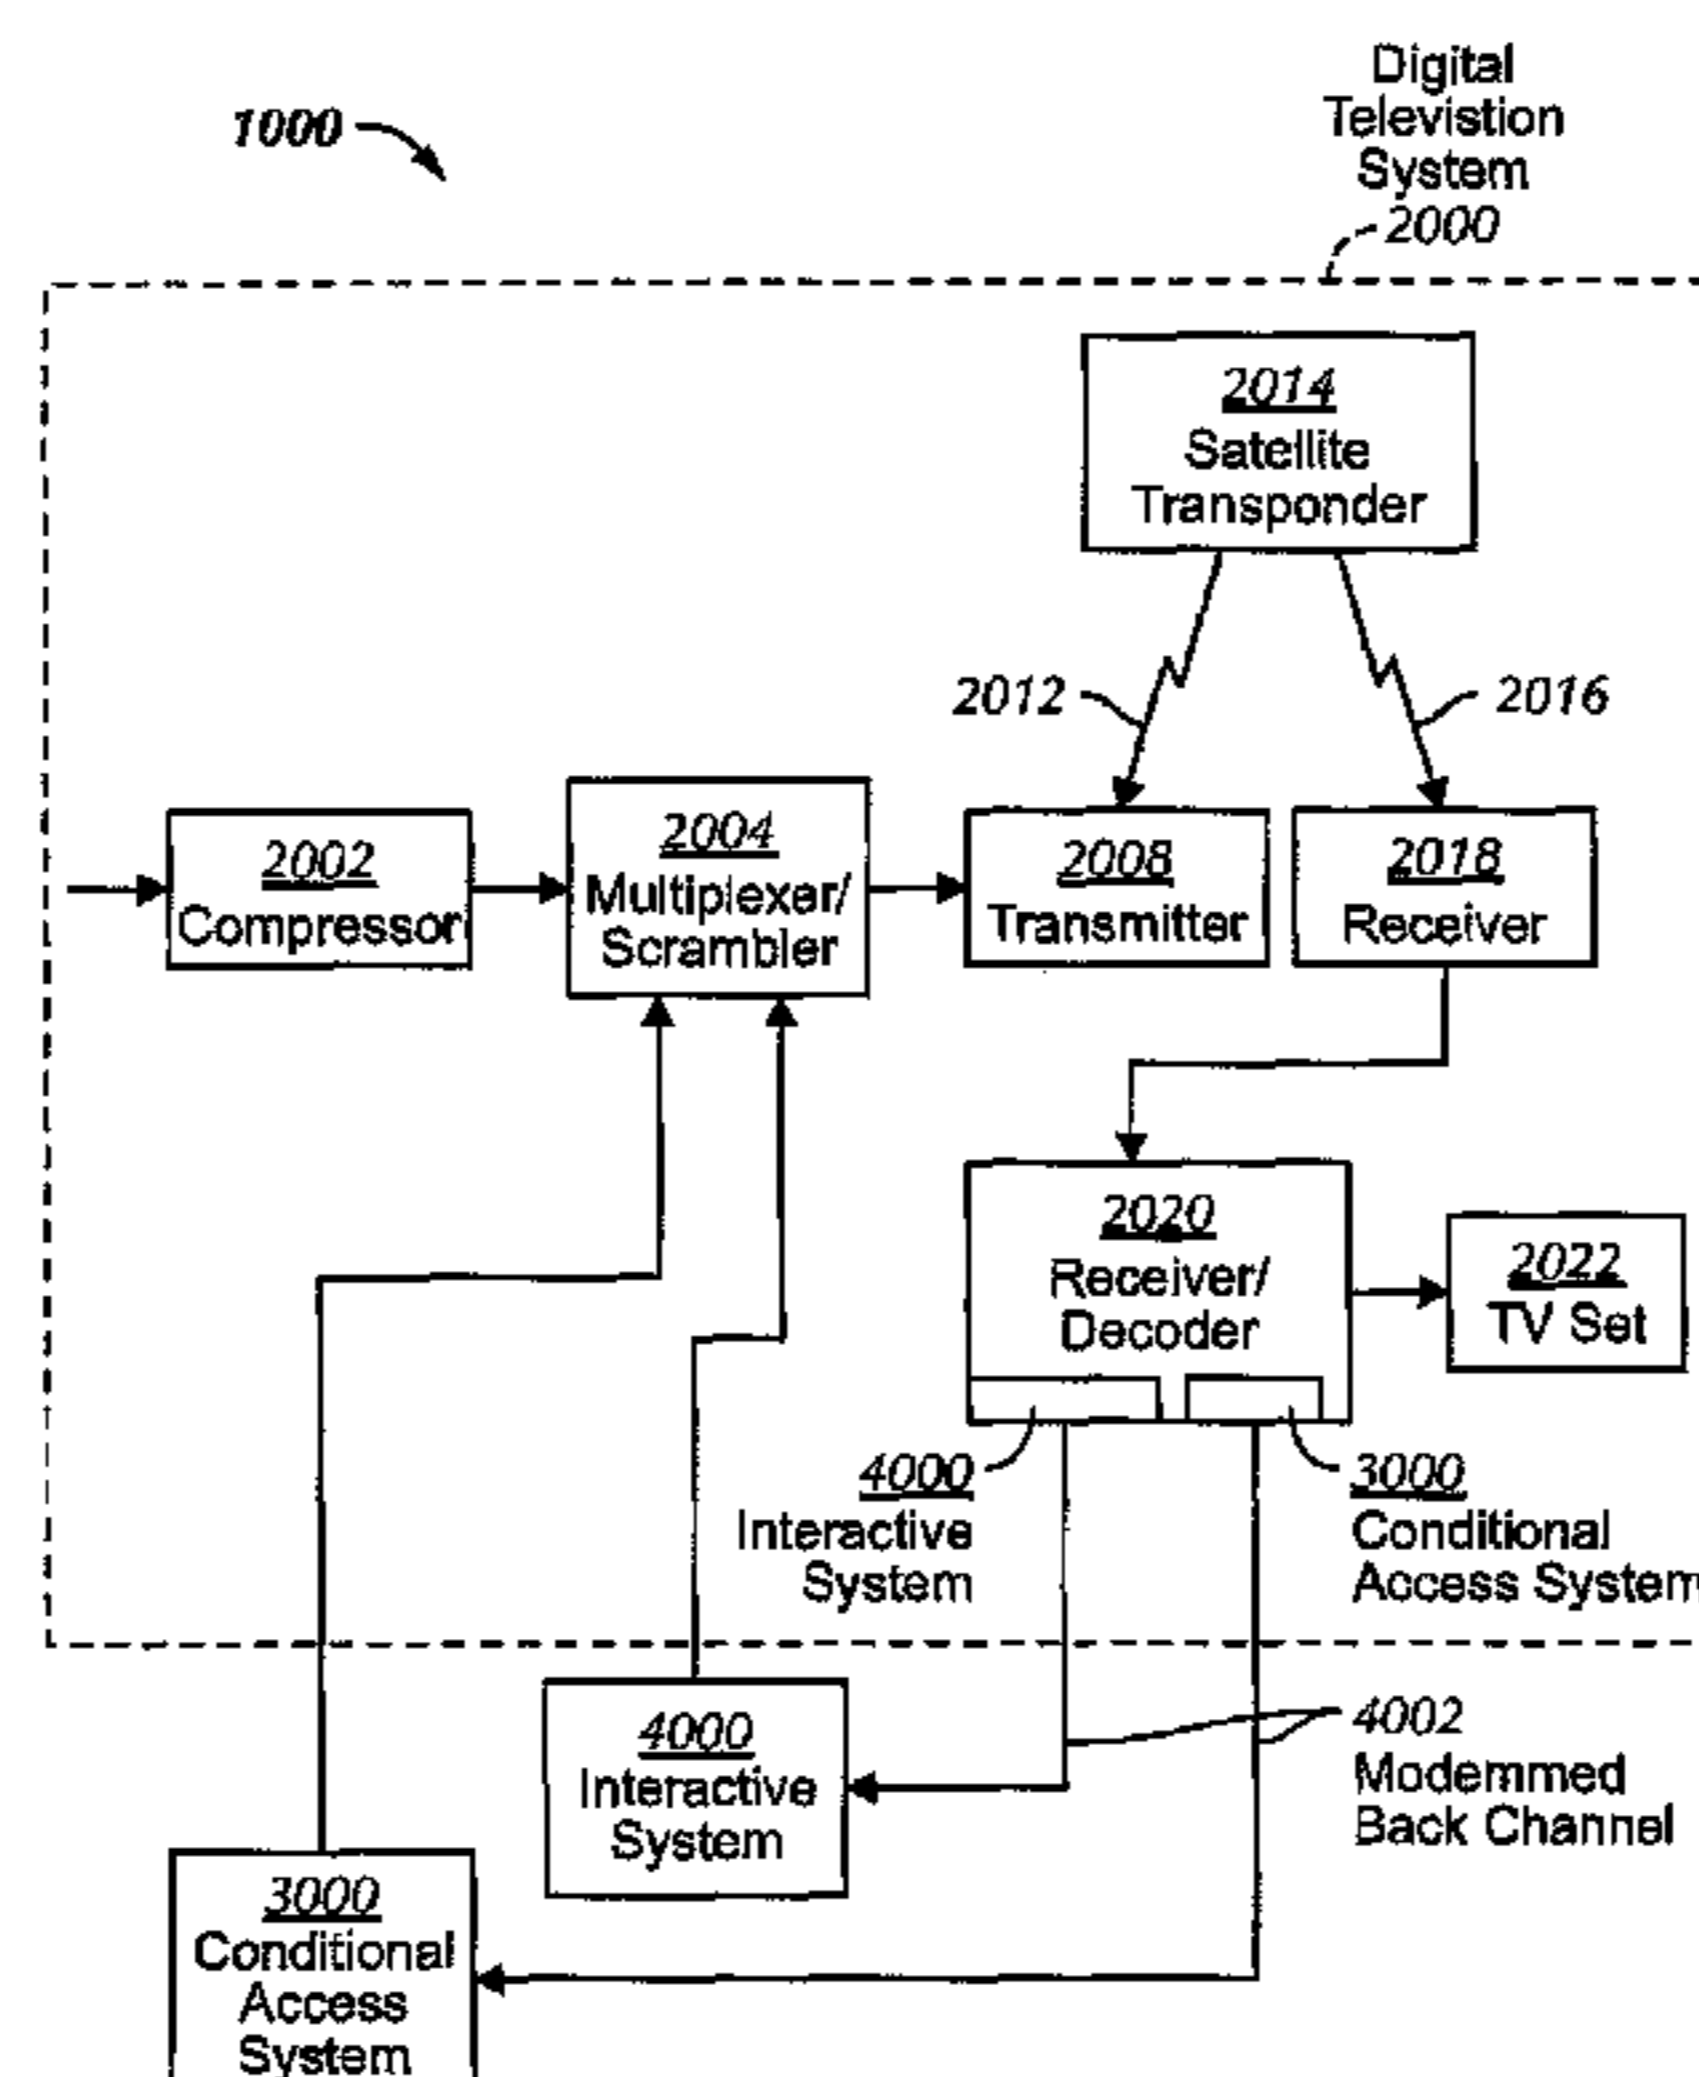 Digital
Televistion
System
2000
1000
2014
Satellite
Transponder
2012
2016
2002
Compressor
2004
Multiplexer/
Scrambler
2008
Transmitter
2018
Receiver
2020
Receiver/
Decoder
2022
TV Set
4000
Interactive
System
3000
Conditional
Access System
4000
Interactive
System
4002
Modemmed
Back Channel
3000
Conditional
Access
System